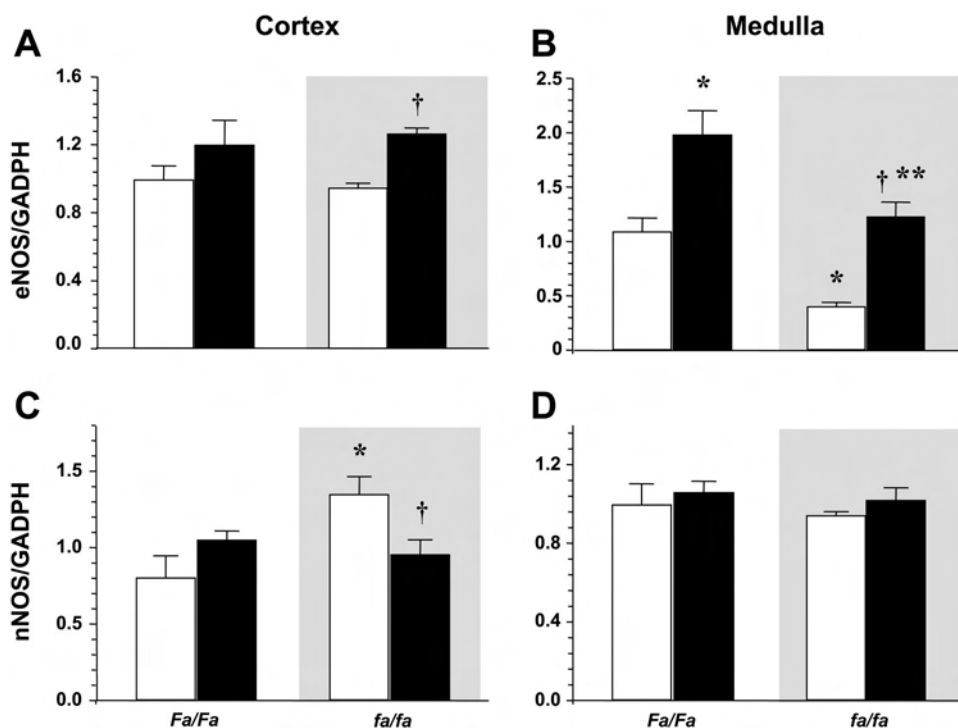 Cortex
Medulla
A
1.6
1.2
0.8
0.4
0.0
eNOS/GADPH
†
B
2.5
2.0
1.5
1.0
0.5
0
*
*
† **
C
1.5
1.0
0.5
0.0
nNOS/GADPH
*
†
Fa/Fa
fa/fa
D
1.2
0.8
0.4
0.0
Fa/Fa
fa/fa